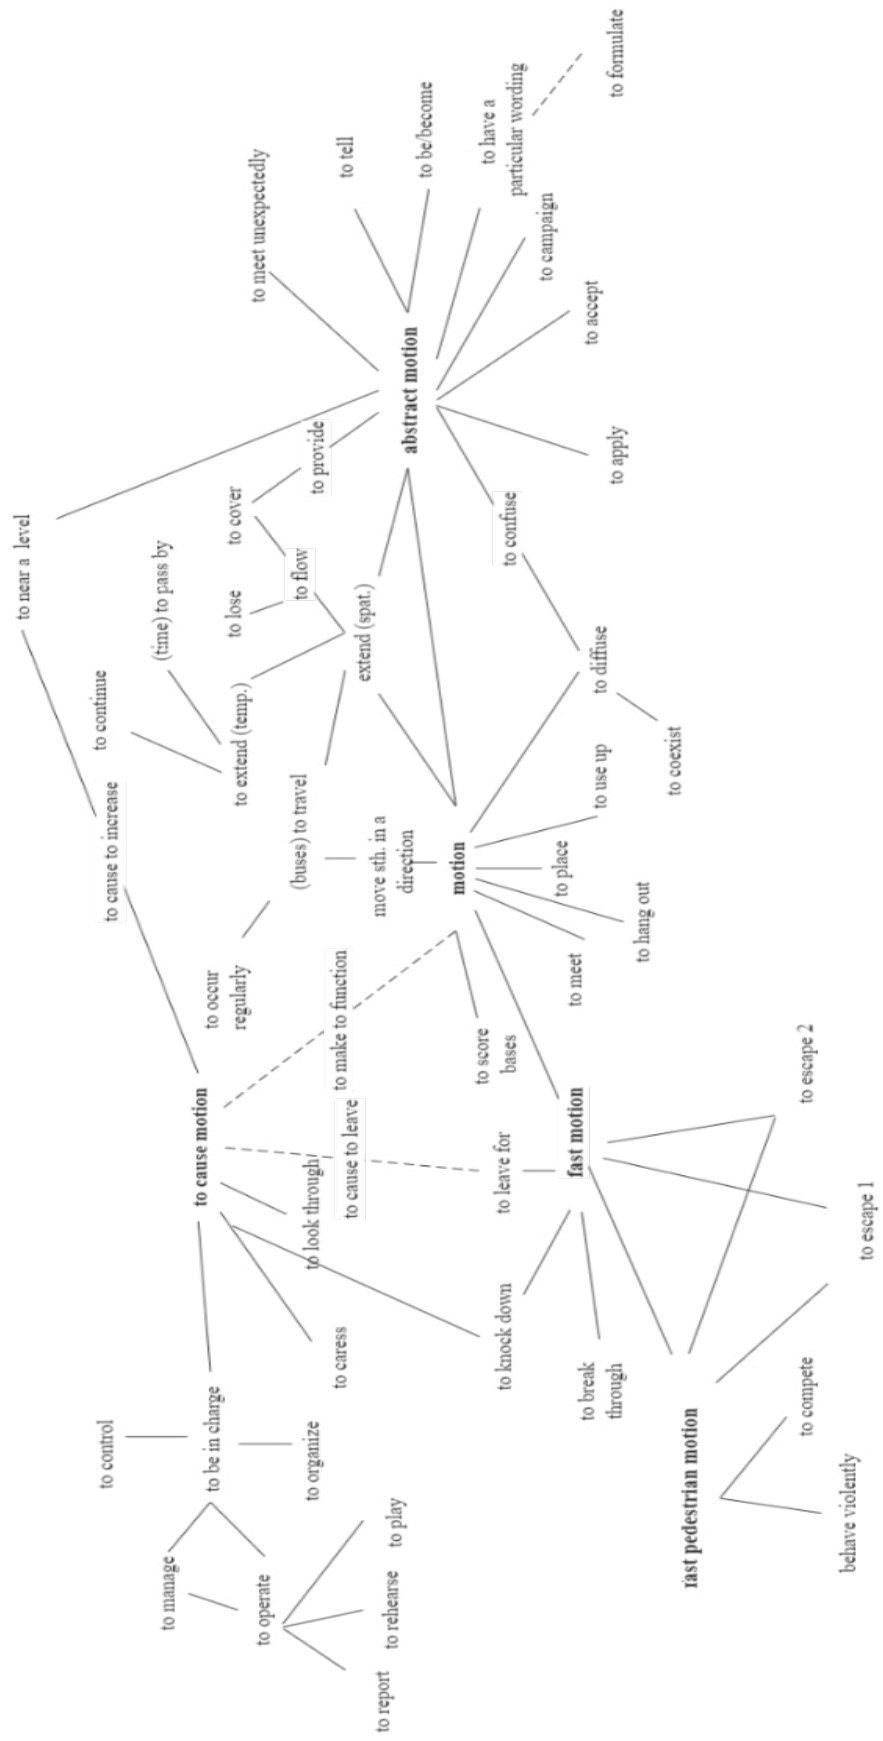 to near a level
to control
to cause to increase
to continue
to manage
(time) to pass by
to be in charge
to cause motion
to occur
regularly
to extend (temp.)
to lose
to cover
to meet unexpectedly
to operate
(buses) to travel
to flow
to provide
to organize
to look through
to caress
to cause to leave
to make to function
to tell
extend (spat.)
to report
to rehearse
to play
move sth. in a
direction
abstract motion
to be/become
motion
to score
bases
to have a
particular wording
to knock down
to leave for
to confuse
to campaign
fast motion
to meet
to place
to break
through
to use up
to diffuse
to accept
to apply
to formulate
to hang out
to coexist
fast pedestrian motion
to compete
to escape 2
behave violently
to escape 1